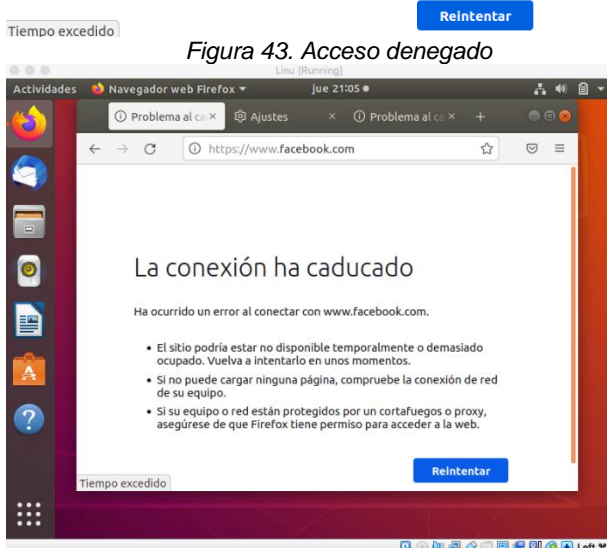 Reintentar
Tiempo excedido
Figura 43. Acceso denegado
Linu [Running]
Actividades Navegador web Firefox jue 21:05
Problema al ca × Ajustes × Problema al ca × +
https://www.facebook.com
La conexión ha caducado
Ha ocurrido un error al conectar con www.facebook.com.
• El sitio podría estar no disponible temporalmente o demasiado
ocupado. Vuelva a intentarlo en unos momentos.
• Si no puede cargar ninguna página, compruebe la conexión de red
de su equipo.
• Si su equipo o red están protegidos por un cortafuegos o proxy,
asegúrese de que Firefox tiene permiso para acceder a la web.
Reintentar
Tiempo excedido
Left ⌘